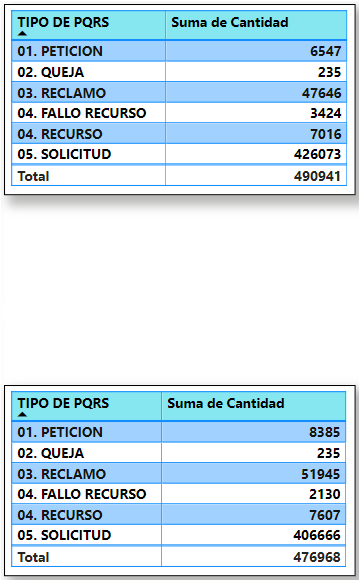 TIPO DE PQRS Suma de Cantidad
01. PETICION 6547
02. QUEJA 235
03. RECLAMO 47646
04. FALLO RECURSO 3424
04. RECURSO 7016
05. SOLICITUD 426073
Total 490941
TIPO DE PQRS Suma de Cantidad
01. PETICION 8385
02. QUEJA 235
03. RECLAMO 51945
04. FALLO RECURSO 2130
04. RECURSO 7607
05. SOLICITUD 406666
Total 476968